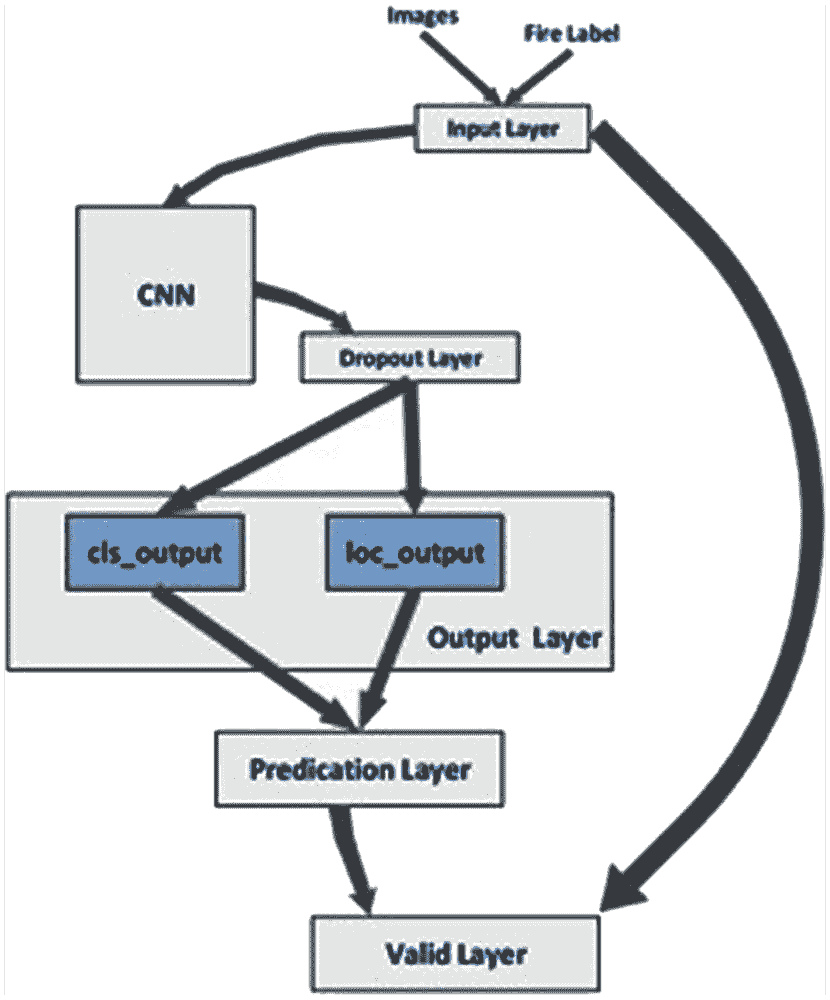 Images
Fire Label
Input Layer
CNN
Dropout Layer
cls_output
loc_output
Output Layer
Predication Layer
Valid Layer